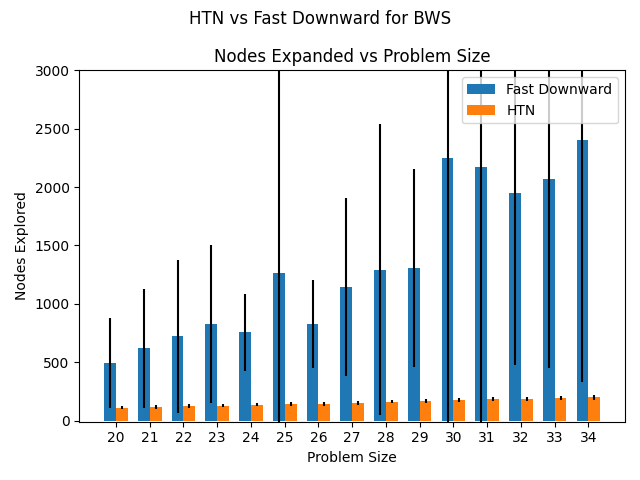 HTN vs Fast Downward for BWS
Nodes Expanded vs Problem Size
Fast Downward
HTN
3000
2500
2000
1500
1000
500
0
Nodes Explored
20 21 22 23 24 25 26 27 28 29 30 31 32 33 34
Problem Size